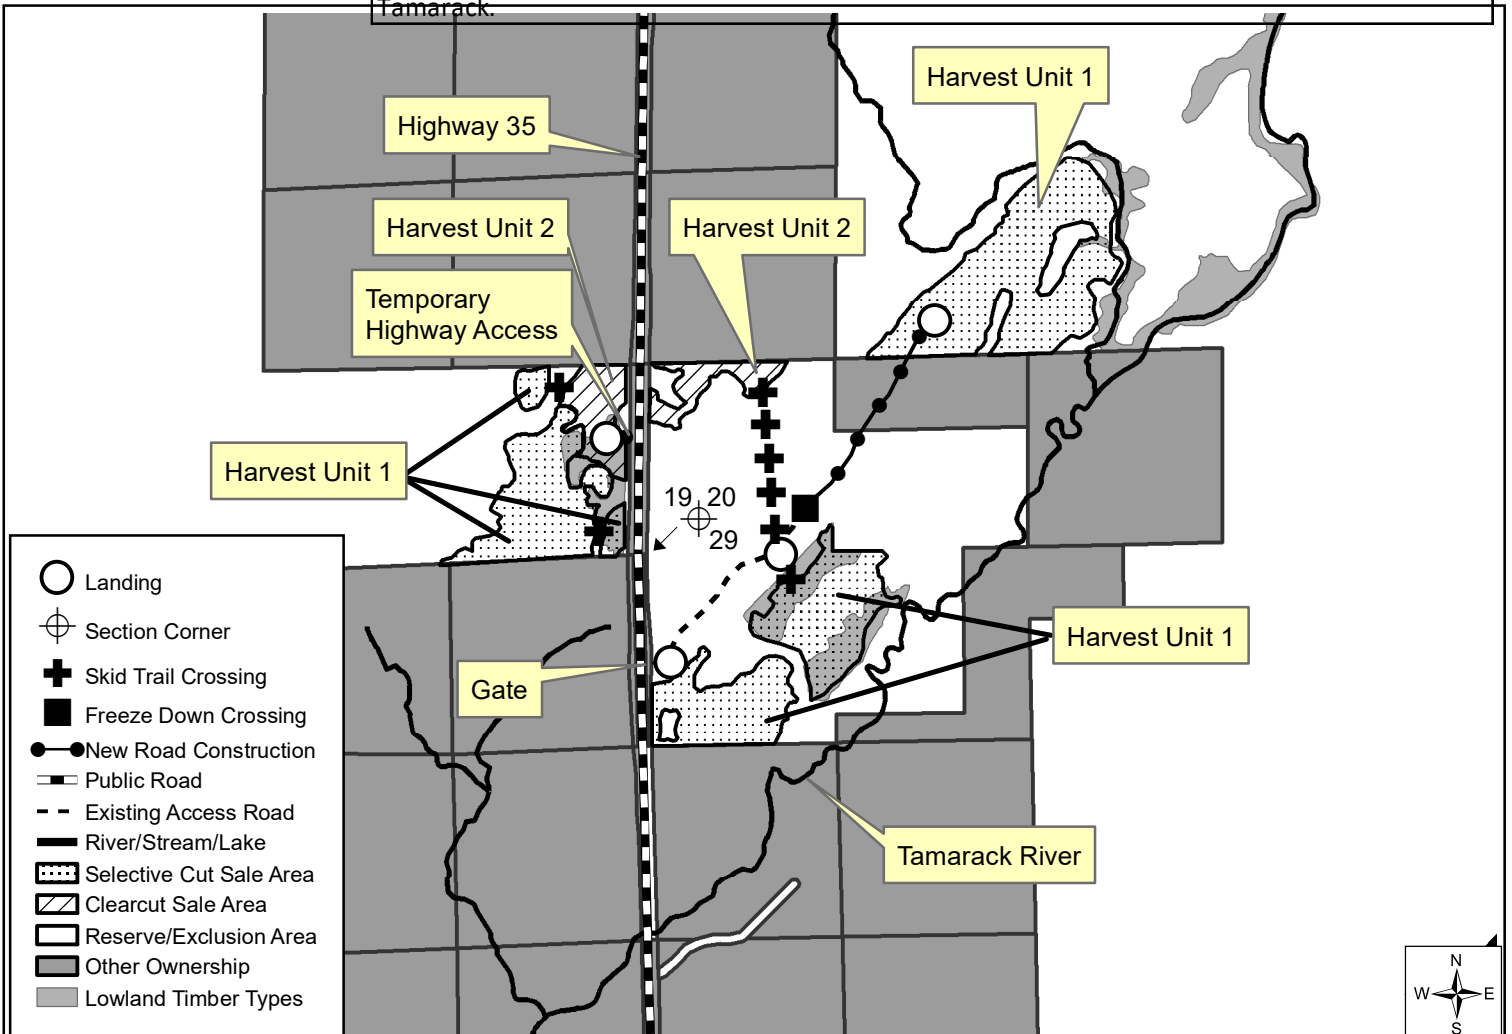 Tamarack.
Harvest Unit 1
Highway 35
Harvest Unit 2
Harvest Unit 2
Temporary
Highway Access
Harvest Unit 1
19 20
29
Harvest Unit 1
Gate
Tamarack River
Landing
Section Corner
Skid Trail Crossing
Freeze Down Crossing
New Road Construction
Public Road
Existing Access Road
River/Stream/Lake
Selective Cut Sale Area
Clearcut Sale Area
Reserve/Exclusion Area
Other Ownership
Lowland Timber Types
N
W E
S